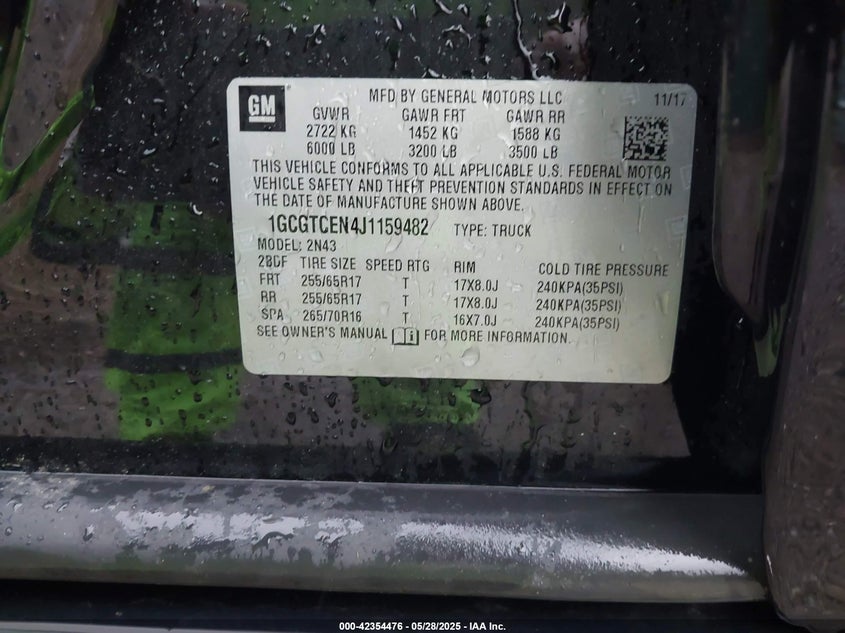 GM
MFD BY GENERAL MOTORS LLC 11/17
GVWR GAWR FRT GAWR RR
2722 KG 1452 KG 1588 KG
6000 LB 3200 LB 3500 LB
THIS VEHICLE CONFORMS TO ALL APPLICABLE U.S. FEDERAL MOTOR
VEHICLE SAFETY AND THEFT PREVENTION STANDARDS IN EFFECT ON
THE DATE OF MANUFACTURE SHOWN ABOVE.
1GCGTCEN4J1159482 TYPE: TRUCK
MODEL: 2N43
2BDF TIRE SIZE SPEED RTG RIM COLD TIRE PRESSURE
FRT 255/65R17 T 17X8.0J 240KPA(35PSI)
RR 255/65R17 T 17X8.0J 240KPA(35PSI)
SPA 265/70R16 T 16X7.0J 240KPA(35PSI)
SEE OWNER'S MANUAL FOR MORE INFORMATION.
000-42354476 - 05/28/2025 - IAA Inc.